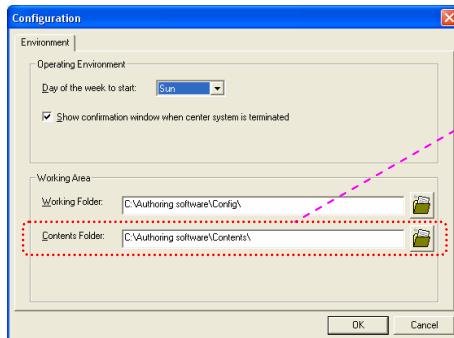 Configuration
Environment
Operating Environment
Day of the week to start: Sun
Show confirmation window when center system is terminated
Working Area
Working Folder: C:\Authoring software\Config\
Contents Folder: C:\Authoring software\Contents\
OK Cancel